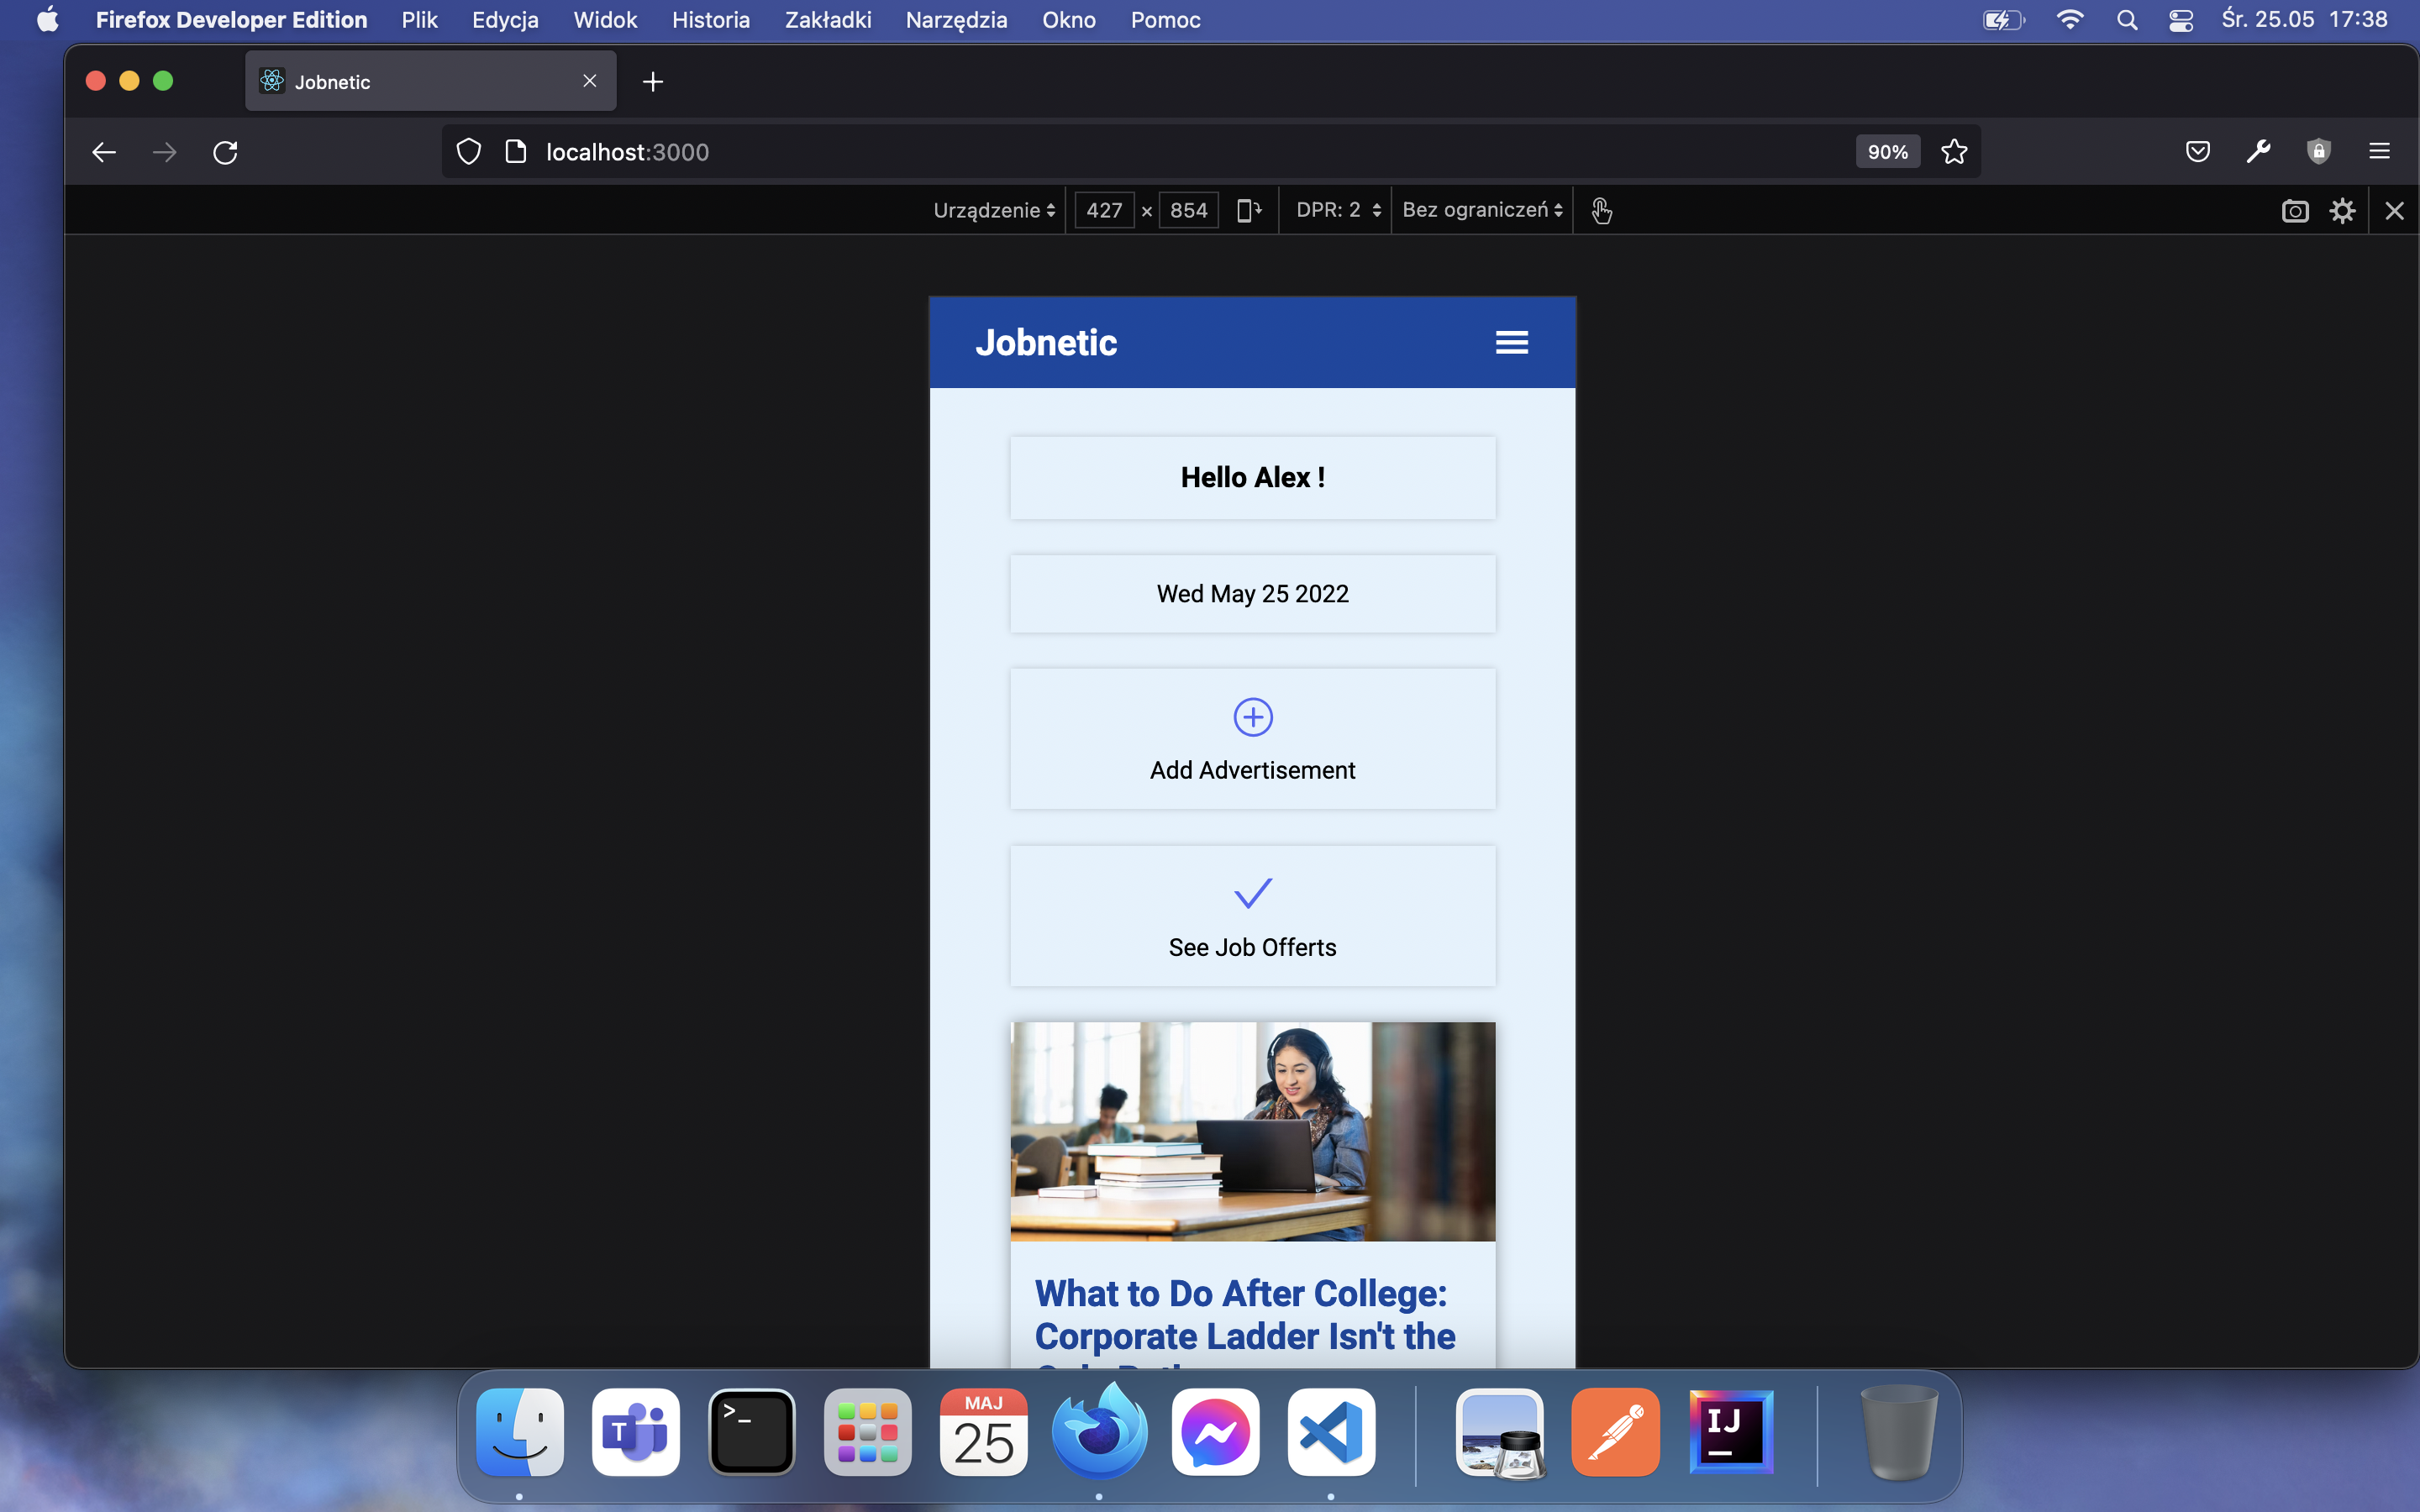 Firefox Developer Edition Plik Edycja Widok Historia Zakładki Narzędzia Okno Pomoc Śr. 25.05 17:38
Jobnetic
localhost:3000 90%
Urządzenie 427 × 854 DPR: 2 Bez ograniczeń
Jobnetic
Hello Alex !
Wed May 25 2022
Add Advertisement
See Job Offerts
What to Do After College:
Corporate Ladder Isn't the
T >_ MAJ
25 IJ